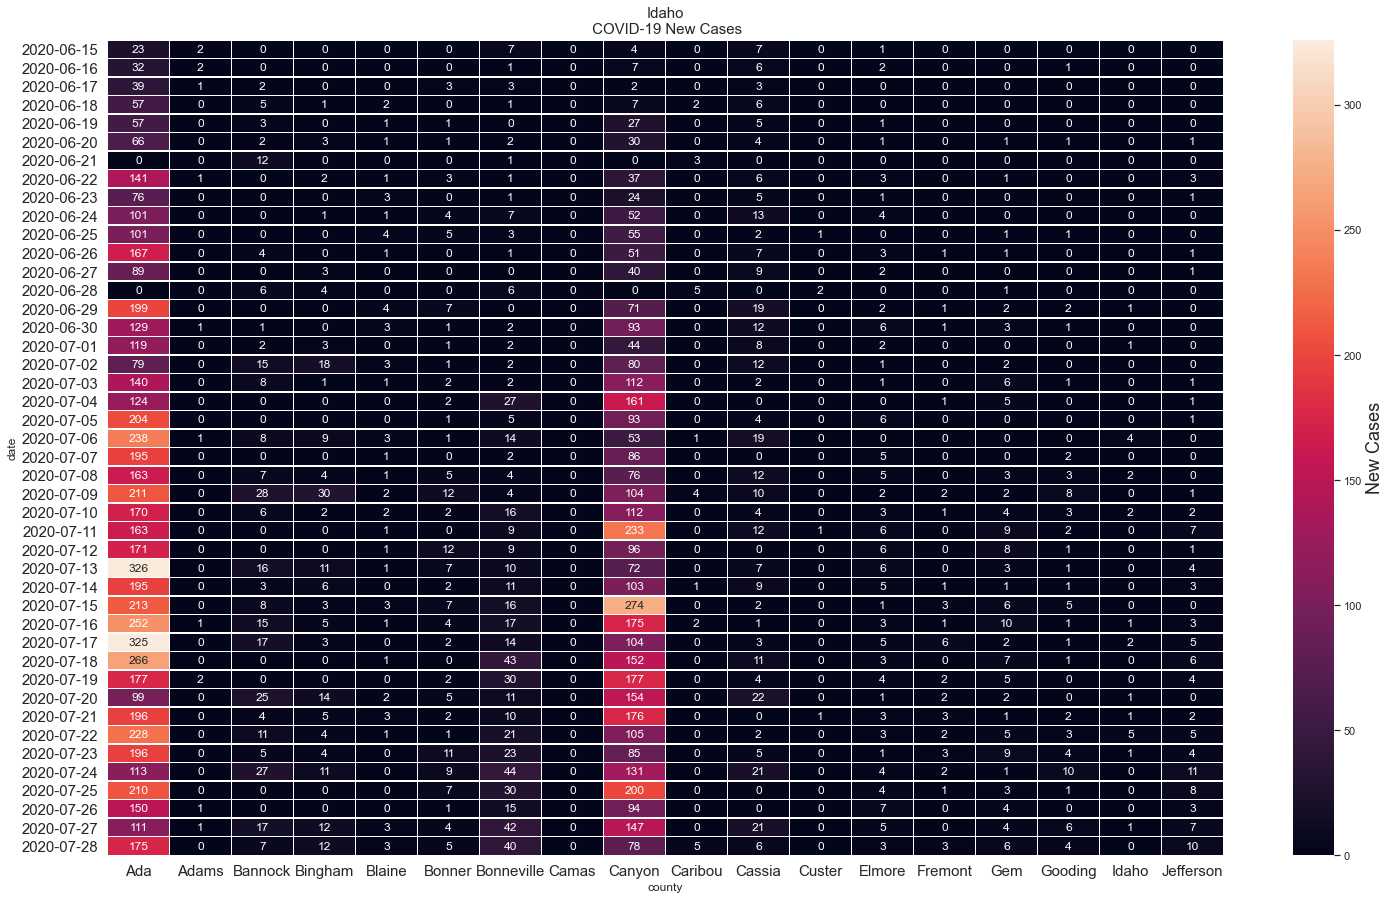 Idaho
COVID-19 New Cases
2020-06-15 23 2 0 0 0 0 7 0 4 0 7 0 1 0 0 0 0 0
2020-06-16 32 2 0 0 0 0 1 0 7 0 6 0 2 0 0 1 0 0
2020-06-17 39 1 2 0 0 3 3 0 2 0 3 0 0 0 0 0 0 0
2020-06-18 57 0 5 1 2 0 1 0 7 2 6 0 0 0 0 0 0 0
2020-06-19 57 0 3 0 1 1 0 0 27 0 5 0 1 0 0 0 0 0
2020-06-20 66 0 2 3 1 1 2 0 30 0 4 0 1 0 1 1 0 1
2020-06-21 0 0 12 0 0 0 1 0 0 3 0 0 0 0 0 0 0 0
2020-06-22 141 1 0 2 1 3 1 0 37 0 6 0 3 0 1 0 0 3
2020-06-23 76 0 0 0 3 0 1 0 24 0 5 0 1 0 0 0 0 1
2020-06-24 101 0 0 1 1 4 7 0 52 0 13 0 4 0 0 0 0 0
2020-06-25 101 0 0 0 4 5 3 0 55 0 2 1 0 0 1 1 0 0
2020-06-26 167 0 4 0 1 0 1 0 51 0 7 0 3 1 1 0 0 1
2020-06-27 89 0 0 3 0 0 0 0 40 0 9 0 2 0 0 0 0 1
2020-06-28 0 0 6 4 0 0 6 0 0 5 0 2 0 0 1 0 0 0
2020-06-29 199 0 0 0 4 7 0 0 71 0 19 0 2 1 2 2 1 0
2020-06-30 129 1 1 0 3 1 2 0 93 0 12 0 6 1 3 1 0 0
2020-07-01 119 0 2 3 0 1 2 0 44 0 8 0 2 0 0 0 1 0
2020-07-02 79 0 15 18 3 1 2 0 80 0 12 0 1 0 2 0 0 0
2020-07-03 140 0 8 1 1 2 2 0 112 0 2 0 1 0 6 1 0 1
2020-07-04 124 0 0 0 0 2 27 0 161 0 0 0 0 1 5 0 0 1
2020-07-05 204 0 0 0 0 1 5 0 93 0 4 0 6 0 0 0 0 1
2020-07-06 238 1 8 9 3 1 14 0 53 1 19 0 0 0 0 0 4 0
2020-07-07 195 0 0 0 1 0 2 0 86 0 0 0 5 0 0 2 0 0
2020-07-08 163 0 7 4 1 5 4 0 76 0 12 0 5 0 3 3 2 0
2020-07-09 211 0 28 30 2 12 4 0 104 4 10 0 2 2 2 8 0 1
2020-07-10 170 0 6 2 2 2 16 0 112 0 4 0 3 1 4 3 2 2
2020-07-11 163 0 0 0 1 0 9 0 233 0 12 1 6 0 9 2 0 7
2020-07-12 171 0 0 0 1 12 9 0 96 0 0 0 6 0 8 1 0 1
2020-07-13 326 0 16 11 1 7 10 0 72 0 7 0 6 0 3 1 0 4
2020-07-14 195 0 3 6 0 2 11 0 103 1 9 0 5 1 1 1 0 3
2020-07-15 213 0 8 3 3 7 16 0 274 0 2 0 1 3 6 5 0 0
2020-07-16 252 1 15 5 1 4 17 0 175 2 1 0 3 1 10 1 1 3
2020-07-17 325 0 17 3 0 2 14 0 104 0 3 0 5 6 2 1 2 5
2020-07-18 266 0 0 0 1 0 43 0 152 0 11 0 3 0 7 1 0 6
2020-07-19 177 2 0 0 0 2 30 0 177 0 4 0 4 2 5 0 0 4
2020-07-20 99 0 25 14 2 5 11 0 154 0 22 0 1 2 2 0 1 0
2020-07-21 196 0 4 5 3 2 10 0 176 0 0 1 3 3 1 2 1 2
2020-07-22 228 0 11 4 1 1 21 0 105 0 2 0 3 2 5 3 5 5
2020-07-23 196 0 5 4 0 11 23 0 85 0 5 0 1 3 9 4 1 4
2020-07-24 113 0 27 11 0 9 44 0 131 0 21 0 4 2 1 10 0 11
2020-07-25 210 0 0 0 0 7 30 0 200 0 0 0 4 1 3 1 0 8
2020-07-26 150 1 0 0 0 1 15 0 94 0 0 0 7 0 4 0 0 3
2020-07-27 111 1 17 12 3 4 42 0 147 0 21 0 5 0 4 6 1 7
2020-07-28 175 0 7 12 3 5 40 0 78 5 6 0 3 3 6 4 0 10
Ada Adams Bannock Bingham Blaine Bonner Bonneville Camas Canyon Caribou Cassia Custer Elmore Fremont Gem Gooding Idaho Jefferson
county
date
300
250
200
150
100
50
0
New Cases